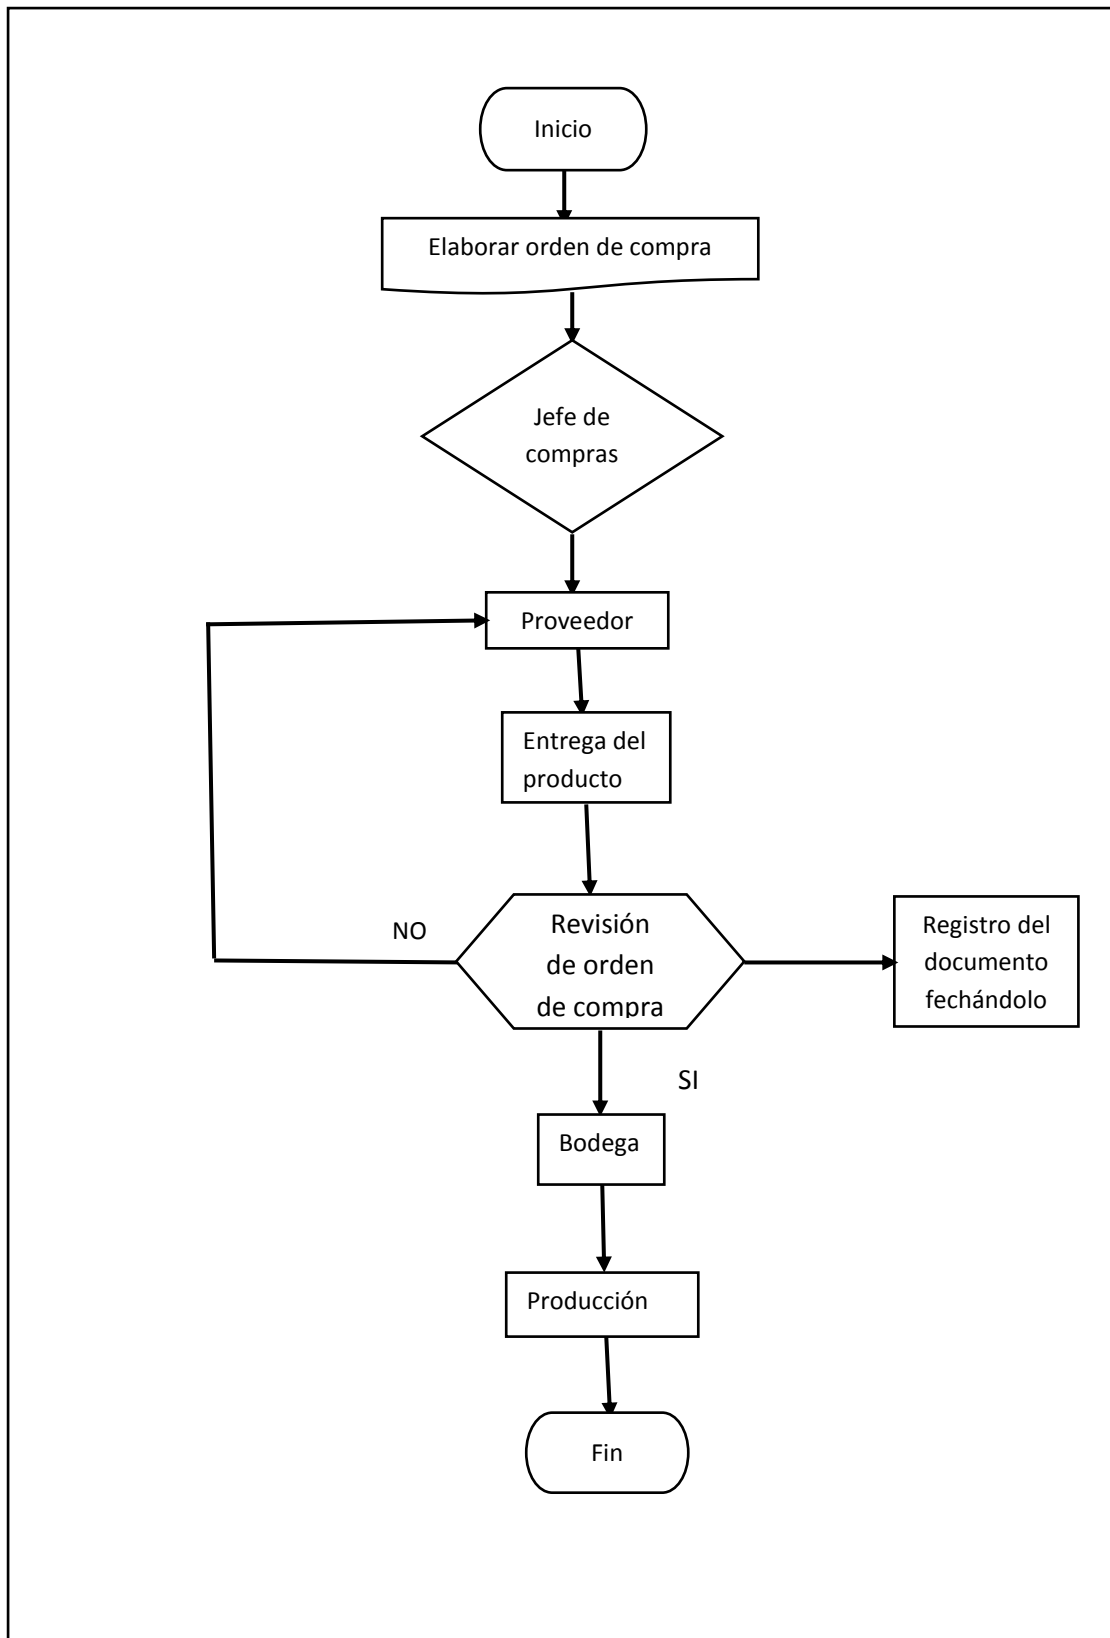 Inicio
Elaborar orden de compra
Jefe de
compras
Proveedor
Entrega del
producto
NO
Revisión
de orden
de compra
Registro del
documento
fechándolo
SI
Bodega
Producción
Fin